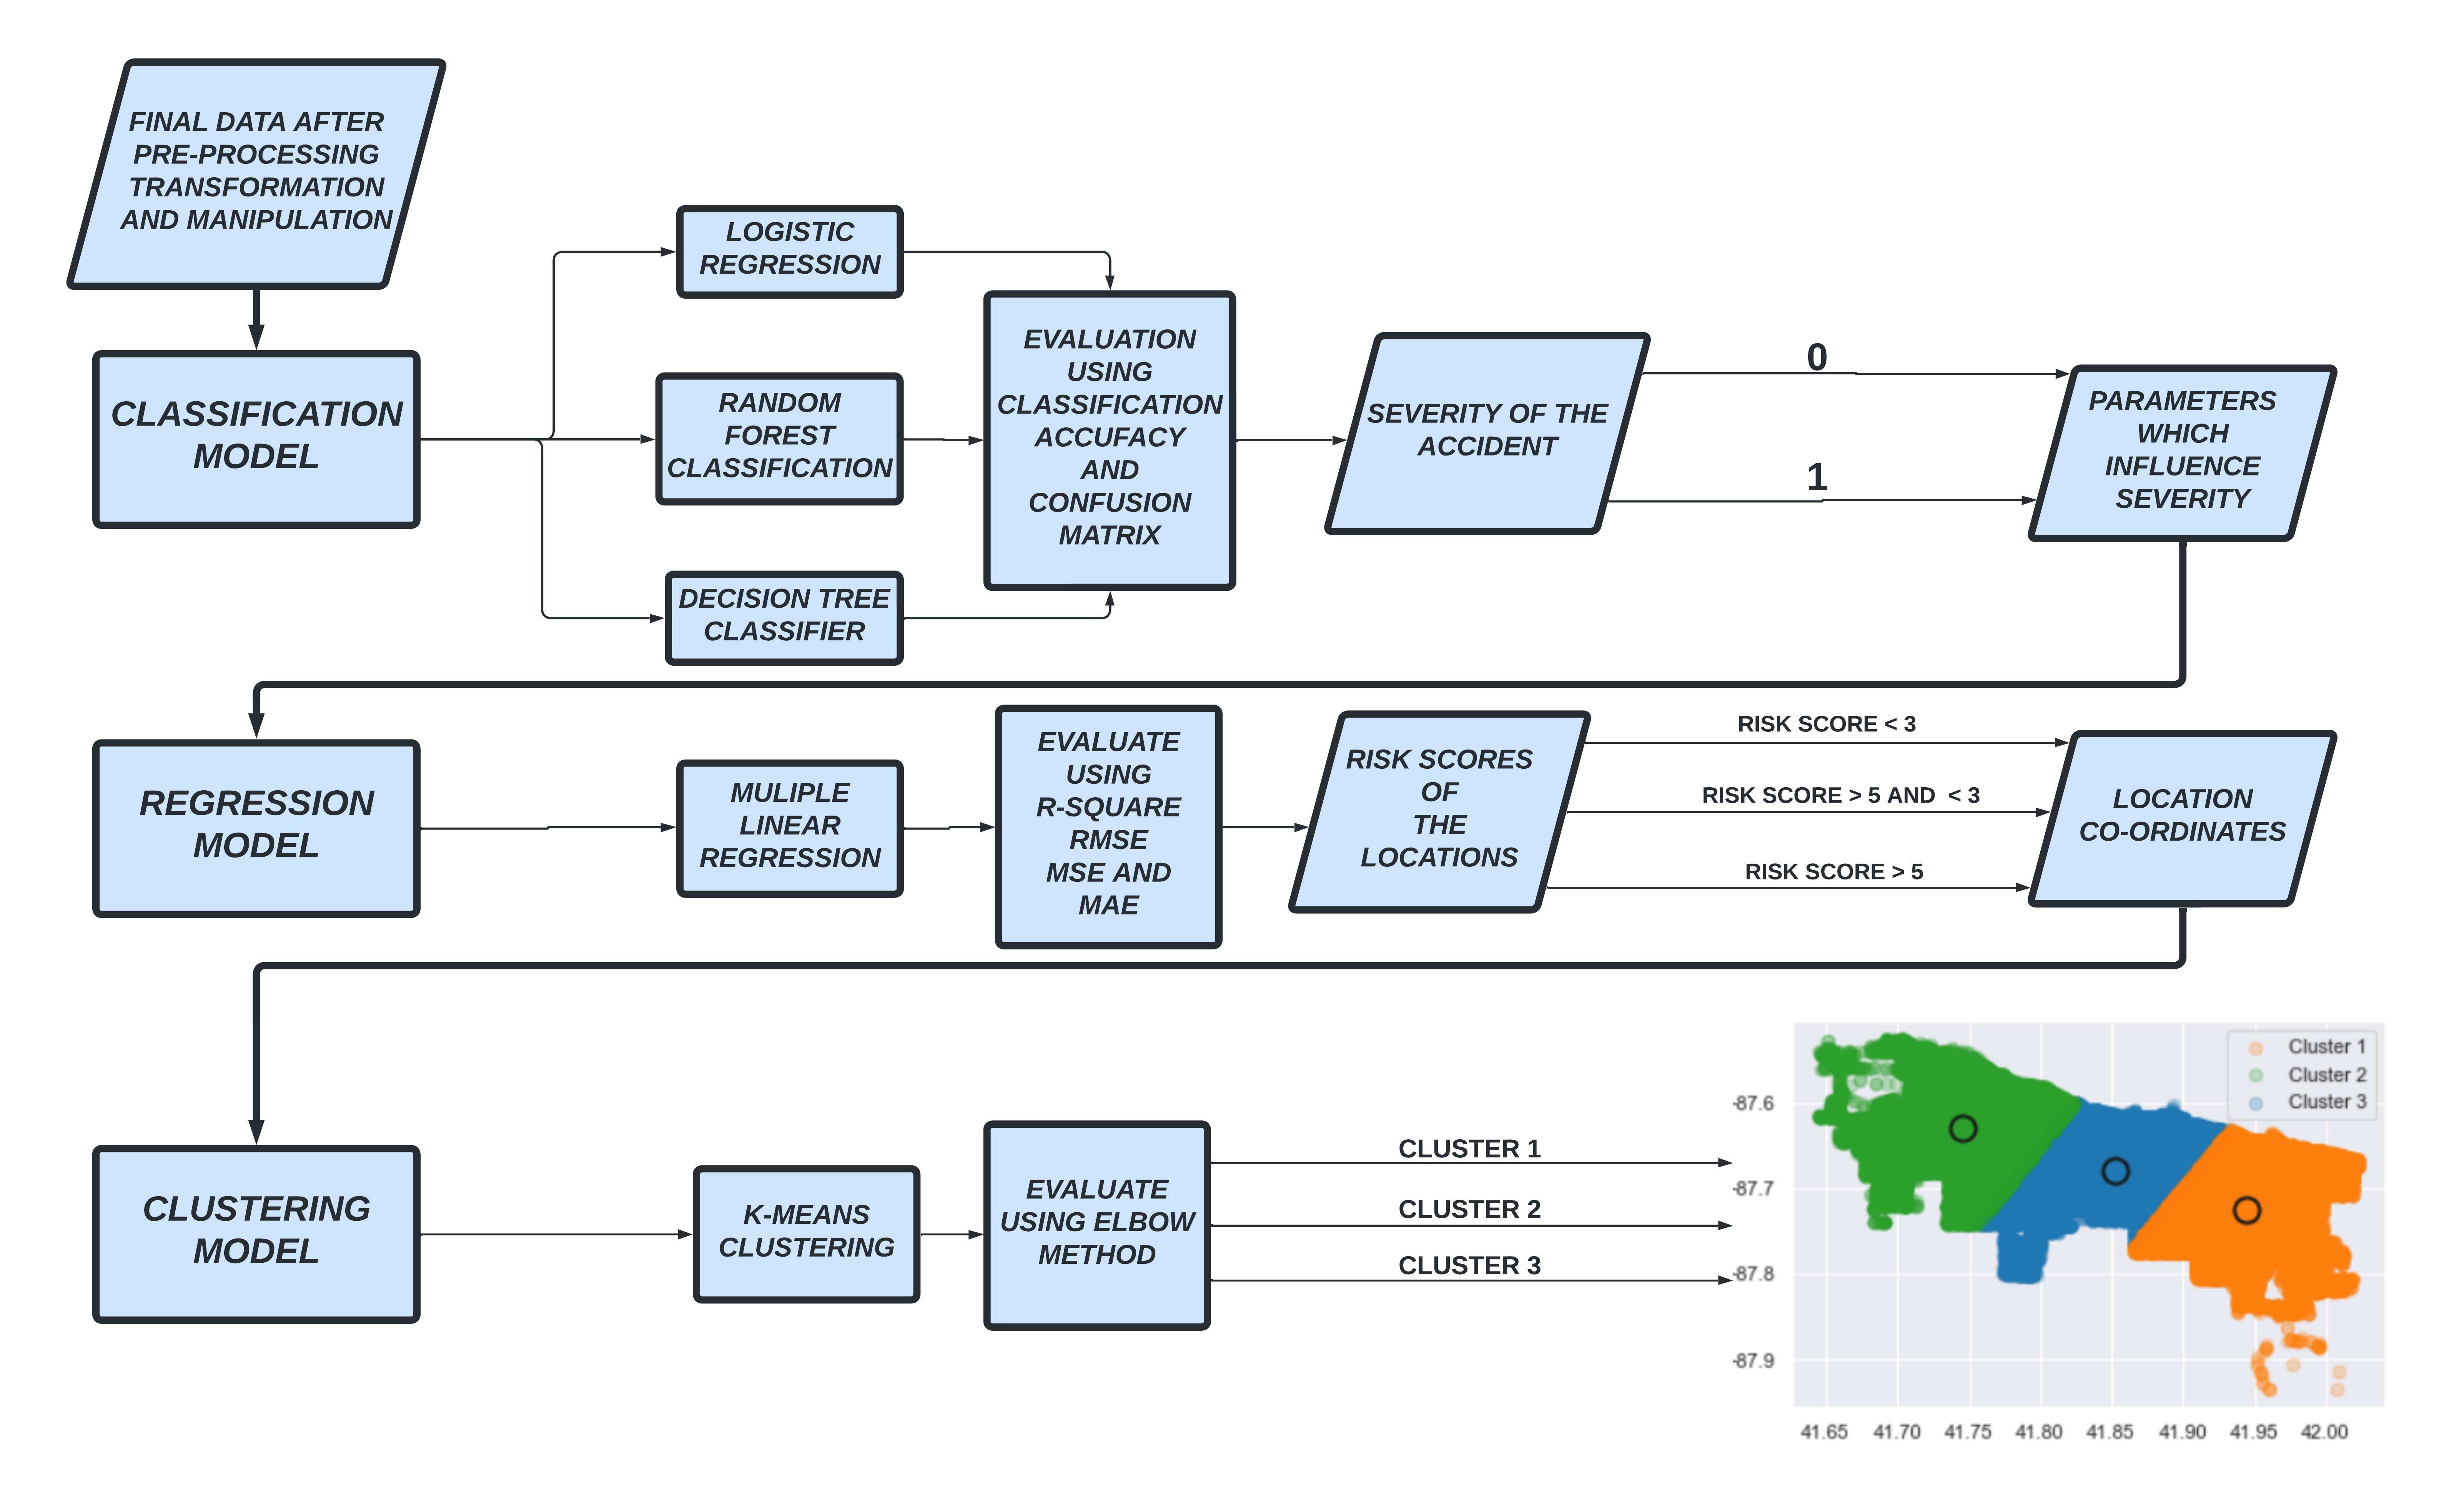 FINAL DATA AFTER
PRE-PROCESSING
TRANSFORMATION
AND MANIPULATION
CLASSIFICATION
MODEL
LOGISTIC
REGRESSION
RANDOM
FOREST
CLASSIFICATION
DECISION TREE
CLASSIFIER
EVALUATION
USING
CLASSIFICATION
ACCUFACY
AND
CONFUSION
MATRIX
SEVERITY OF THE
ACCIDENT
0
1
PARAMETERS
WHICH
INFLUENCE
SEVERITY
REGRESSION
MODEL
MULIPLE
LINEAR
REGRESSION
EVALUATE
USING
R-SQUARE
RMSE
MSE AND
MAE
RISK SCORES
OF
THE
LOCATIONS
RISK SCORE < 3
RISK SCORE > 5 AND  < 3
RISK SCORE > 5
LOCATION
CO-ORDINATES
CLUSTERING
MODEL
K-MEANS
CLUSTERING
EVALUATE
USING ELBOW
METHOD
CLUSTER 1
CLUSTER 2
CLUSTER 3
Cluster 1
Cluster 2
Cluster 3
-87.6
-87.7
-87.8
-87.9
41.65 41.70 41.75 41.80 41.85 41.90 41.95 42.00